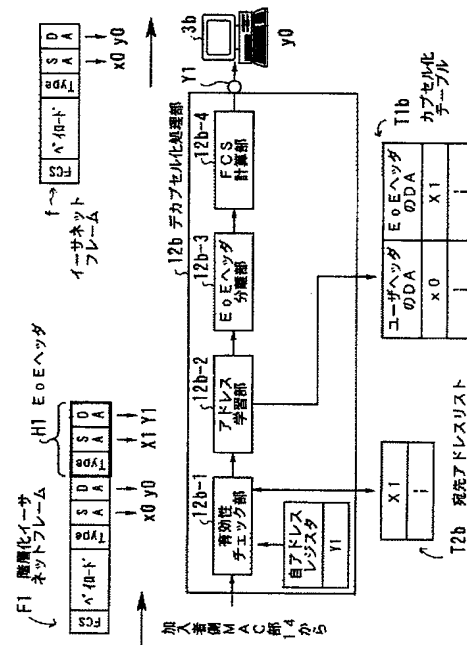 F1 階層化イーサ
ネットフレーム
H1 EoEヘッダ
FCS ペイロード Type SA DA Type SA DA
x0 y0 X1 Y1
f
イーサネット
フレーム
FCS ペイロード Type SA DA
x0 y0
加入者側MAC部14から
12b デカプセル化処理部
12b-1
有効性
チェック部
12b-2
アドレス
学習部
12b-3
EoEヘッダ
分離部
12b-4
FCS
計算部
自アドレス
レジスタ
Y1
Y1
3b
y0
X1
T2b 宛先アドレスリスト
T1b
カプセル化
テーブル
ユーザヘッダ
のDA
EoEヘッダ
のDA
x0 X1